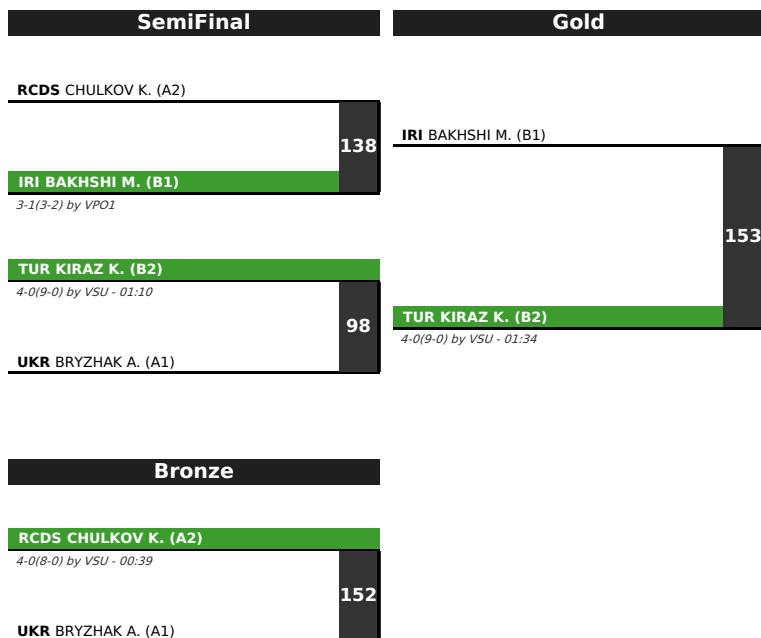 SemiFinal
RCDS CHULKOV K. (A2)
138
IRI BAKHSHI M. (B1)
3-1(3-2) by VPO1
TUR KIRAZ K. (B2)
4-0(9-0) by VSU - 01:10
98
UKR BRYZHAK A. (A1)
Gold
IRI BAKHSHI M. (B1)
153
TUR KIRAZ K. (B2)
4-0(9-0) by VSU - 01:34
Bronze
RCDS CHULKOV K. (A2)
4-0(8-0) by VSU - 00:39
152
UKR BRYZHAK A. (A1)